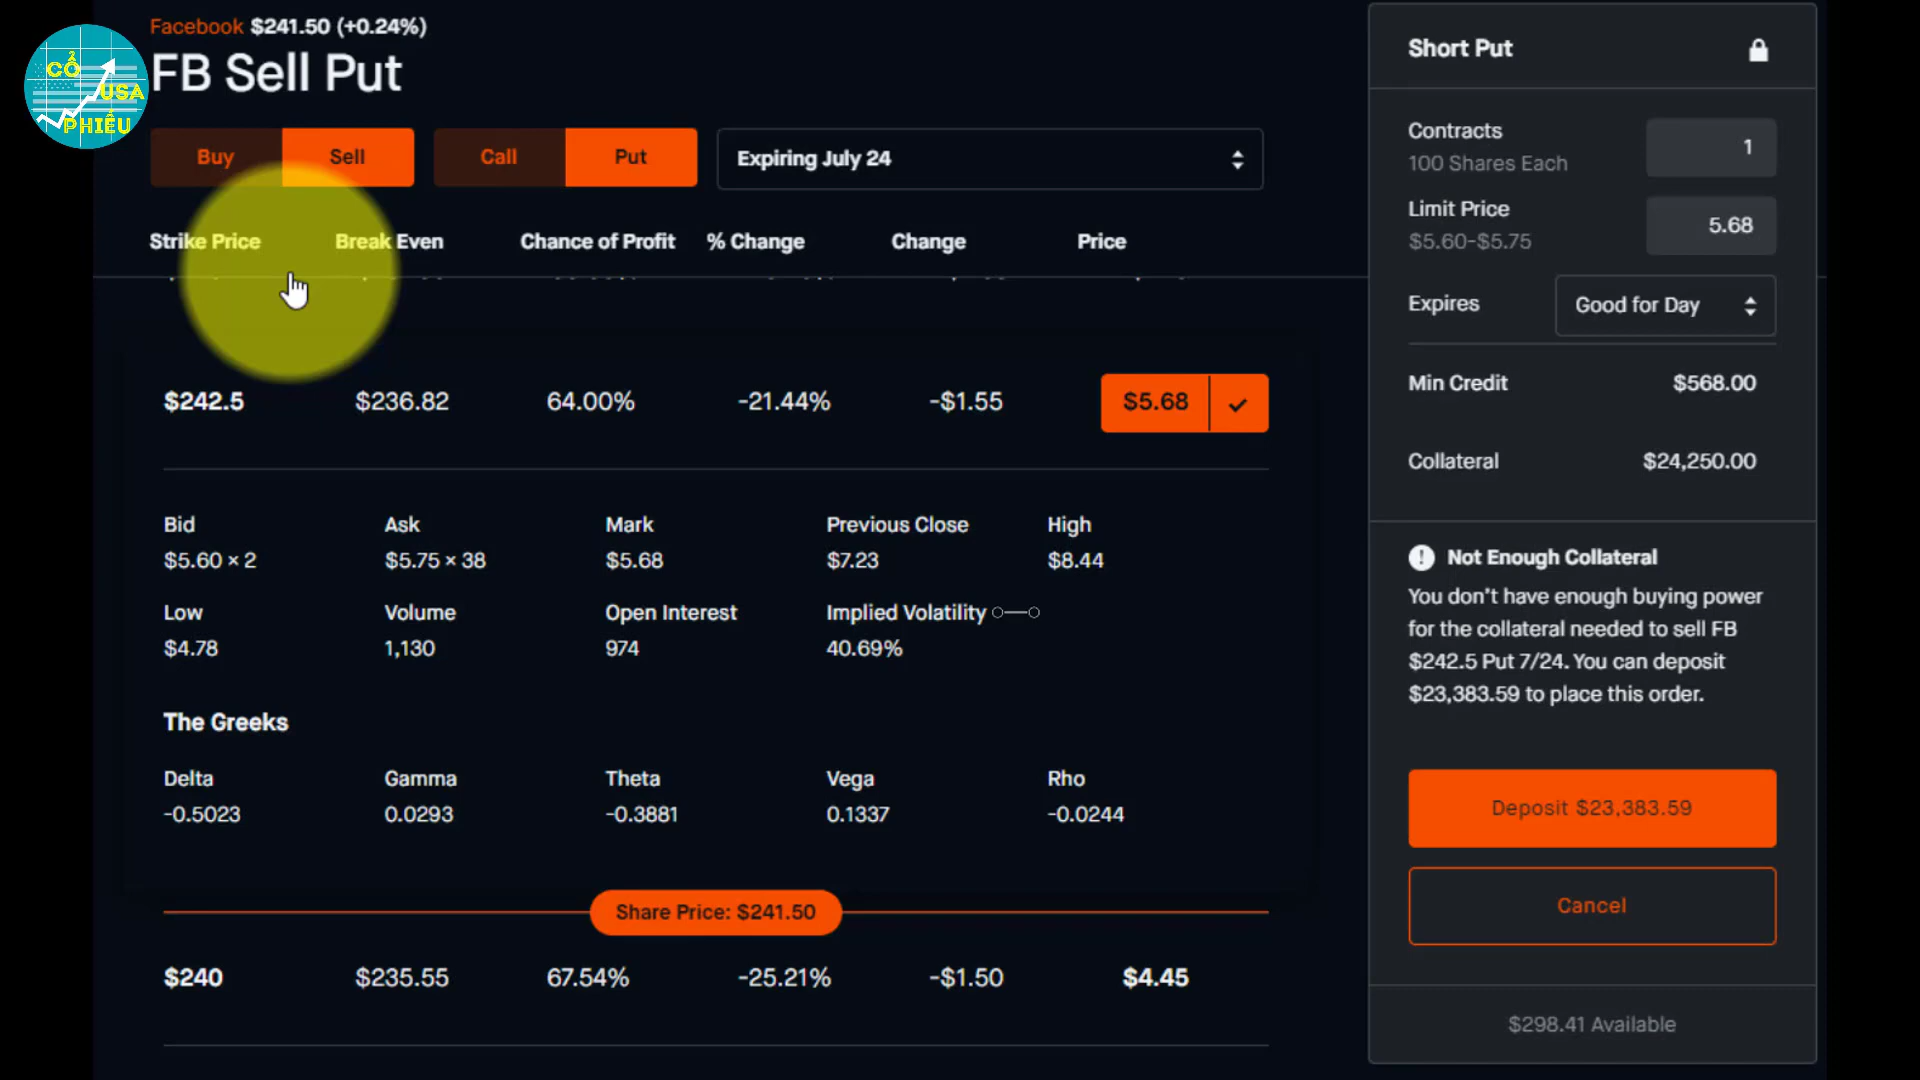 Facebook $241.50 (+0.24%)
FB Sell Put
CỔ
USA
PHIẾU
Buy
Sell
Call
Put
Expiring July 24
Strike Price
Break Even
Chance of Profit
% Change
Change
Price
$242.5
$236.82
64.00%
-21.44%
-$1.55
$5.68
Bid
Ask
Mark
Previous Close
High
$5.60 × 2
$5.75 × 38
$5.68
$7.23
$8.44
Low
Volume
Open Interest
Implied Volatility
$4.78
1,130
974
40.69%
The Greeks
Delta
Gamma
Theta
Vega
Rho
-0.5023
0.0293
-0.3881
0.1337
-0.0244
Share Price: $241.50
$240
$235.55
67.54%
-25.21%
-$1.50
$4.45
Short Put
Contracts
1
100 Shares Each
Limit Price
5.68
$5.60-$5.75
Expires
Good for Day
Min Credit
$568.00
Collateral
$24,250.00
Not Enough Collateral
You don't have enough buying power
for the collateral needed to sell FB
$242.5 Put 7/24. You can deposit
$23,383.59 to place this order.
Deposit $23,383.59
Cancel
$298.41 Available